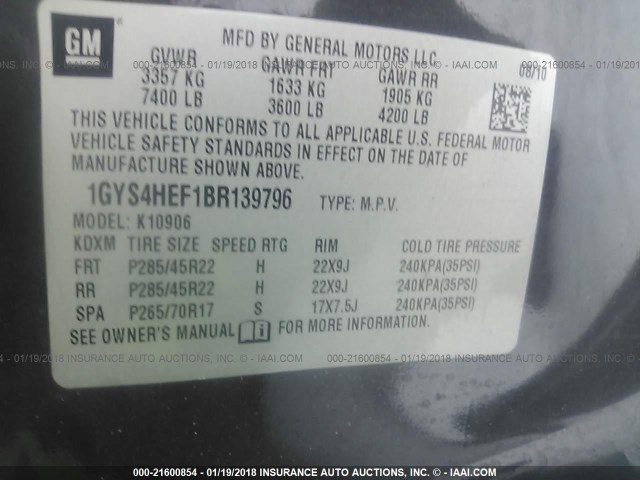 GM
MFD BY GENERAL MOTORS LLC
GVWR GAWR FRT GAWR RR 08/10
3357 KG 1633 KG 1905 KG
7400 LB 3600 LB 4200 LB
THIS VEHICLE CONFORMS TO ALL APPLICABLE U.S. FEDERAL MOTOR
VEHICLE SAFETY STANDARDS IN EFFECT ON THE DATE OF
MANUFACTURE SHOWN ABOVE.
1GYS4HEF1BR139796 TYPE: M.P.V.
MODEL: K10906
KDXM TIRE SIZE SPEED RTG RIM COLD TIRE PRESSURE
FRT P285/45R22 H 22X9J 240KPA(35PSI)
RR P285/45R22 H 22X9J 240KPA(35PSI)
SPA P265/70R17 S 17X7.5J 240KPA(35PSI)
SEE OWNER'S MANUAL FOR MORE INFORMATION.
000-21600854 - 01/19/2018 INSURANCE AUTO AUCTIONS, INC. - © - IAAI.COM